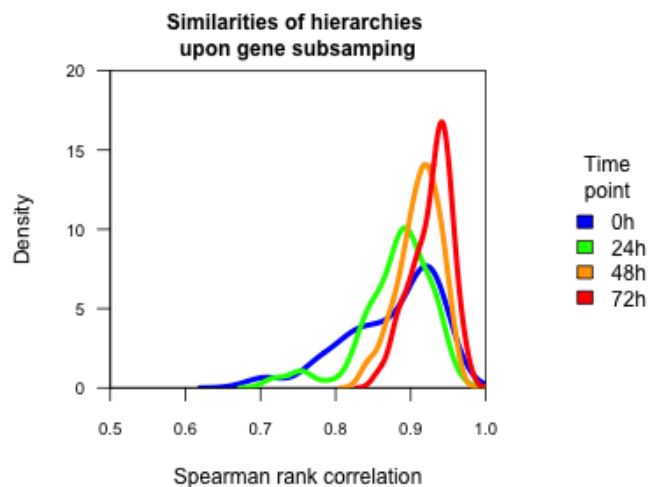 Similarities of hierarchies
upon gene subsamping
20
15
10
5
0
Density
0.5 0.6 0.7 0.8 0.9 1.0
Spearman rank correlation
Time
point
0h
24h
48h
72h